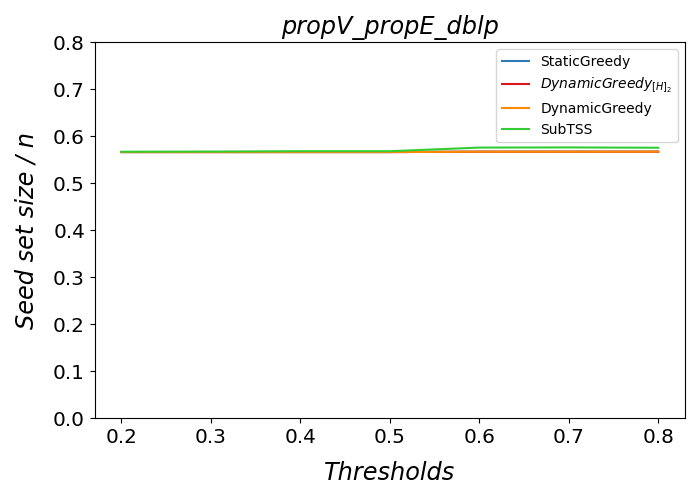 propV_propE_dblp
Seed set size / n
0.8
0.7
0.6
0.5
0.4
0.3
0.2
0.1
0.0
StaticGreedy
DynamicGreedy[H]2
DynamicGreedy
SubTSS
0.2 0.3 0.4 0.5 0.6 0.7 0.8
Thresholds